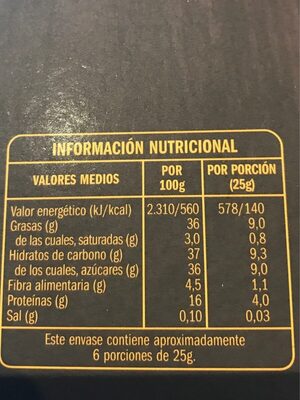 INFORMACIÓN NUTRICIONAL
VALORES MEDIOS POR 100g POR PORCIÓN (25g)
Valor energético (kJ/kcal) 2.310/560 578/140
Grasas (g) 36 9,0
de las cuales, saturadas (g) 3,0 0,8
Hidratos de carbono (g) 37 9,3
de los cuales, azúcares (g) 36 9,0
Fibra alimentaria (g) 4,5 1,1
Proteínas (g) 16 4,0
Sal (g) 0,10 0,03
Este envase contiene aproximadamente
6 porciones de 25g.